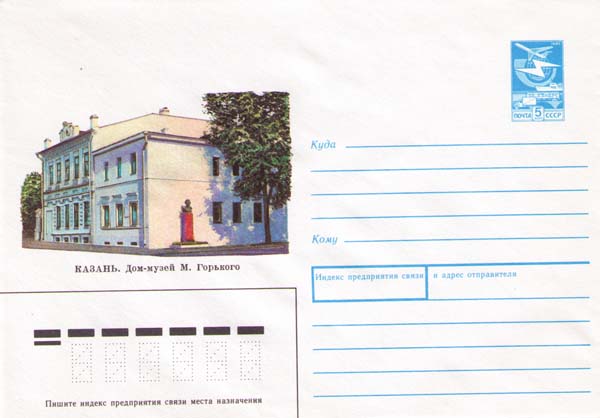 ПОЧТА 5 СССР
Куда
Кому
КАЗАНЬ. Дом-музей М. Горького
Индекс предприятия связи и адрес отправителя
Пишите индекс предприятия связи места назначения